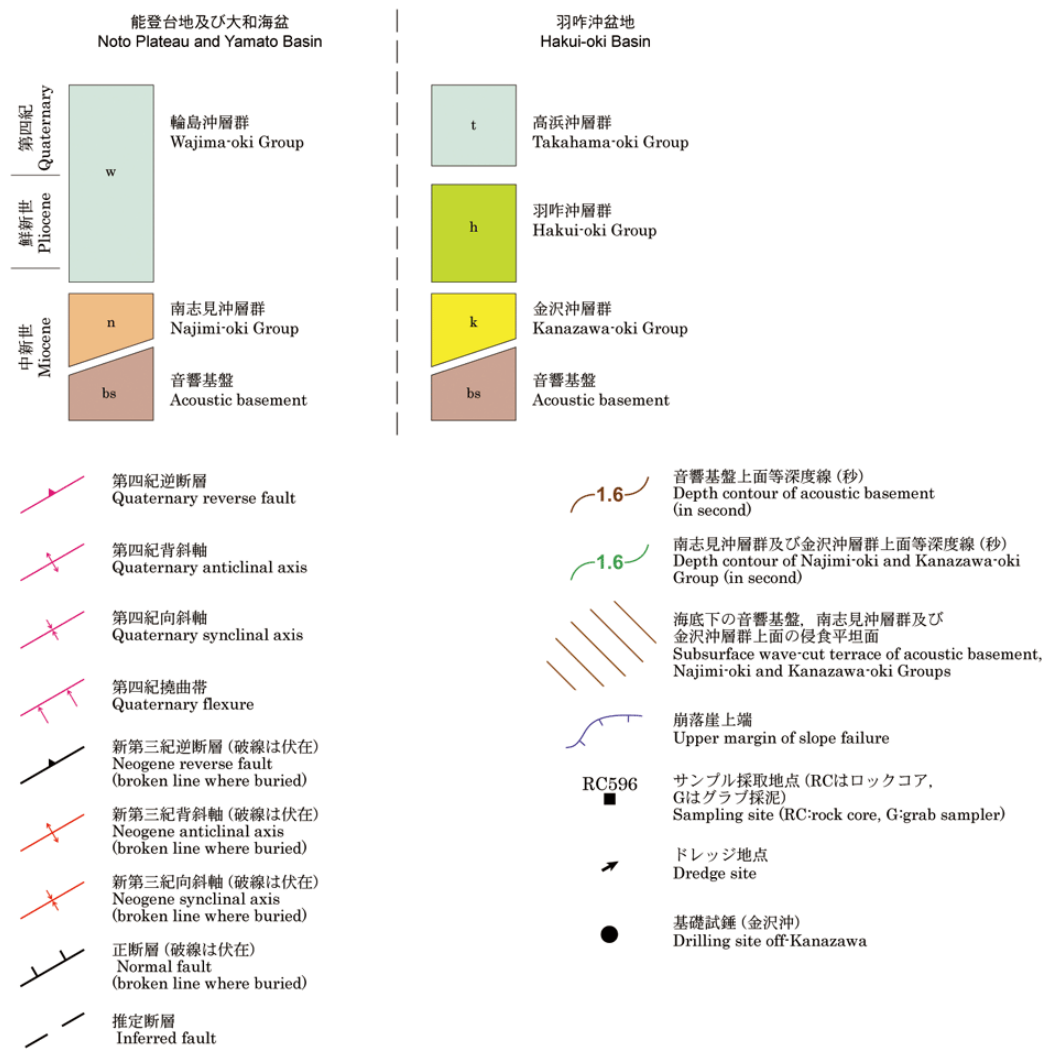 能登台地及び大和海盆
Noto Plateau and Yamato Basin
羽咋沖盆地
Hakui-oki Basin
第四紀
Quaternary
鮮新世
Pliocene
中新世
Miocene
w
輪島沖層群
Wajima-oki Group
n
南志見沖層群
Najimi-oki Group
bs
音響基盤
Acoustic basement
t
高浜沖層群
Takahama-oki Group
h
羽咋沖層群
Hakui-oki Group
k
金沢沖層群
Kanazawa-oki Group
bs
音響基盤
Acoustic basement
第四紀逆断層
Quaternary reverse fault
第四紀背斜軸
Quaternary anticlinal axis
第四紀向斜軸
Quaternary synclinal axis
第四紀撓曲帯
Quaternary flexure
新第三紀逆断層 (破線は伏在)
Neogene reverse fault
(broken line where buried)
新第三紀背斜軸 (破線は伏在)
Neogene anticlinal axis
(broken line where buried)
新第三紀向斜軸 (破線は伏在)
Neogene synclinal axis
(broken line where buried)
正断層 (破線は伏在)
Normal fault
(broken line where buried)
推定断層
Inferred fault
1.6
音響基盤上面等深度線 (秒)
Depth contour of acoustic basement
(in second)
1.6
南志見沖層群及び金沢沖層群上面等深度線 (秒)
Depth contour of Najimi-oki and Kanazawa-oki
Group (in second)
海底下の音響基盤，南志見沖層群及び
金沢沖層群上面の侵食平坦面
Subsurface wave-cut terrace of acoustic basement,
Najimi-oki and Kanazawa-oki Groups
崩落崖上端
Upper margin of slope failure
RC596
サンプル採取地点 (RCはロックコア，
Gはグラブ採泥)
Sampling site (RC:rock core, G:grab sampler)
ドレッジ地点
Dredge site
基礎試錐 (金沢沖)
Drilling site off-Kanazawa